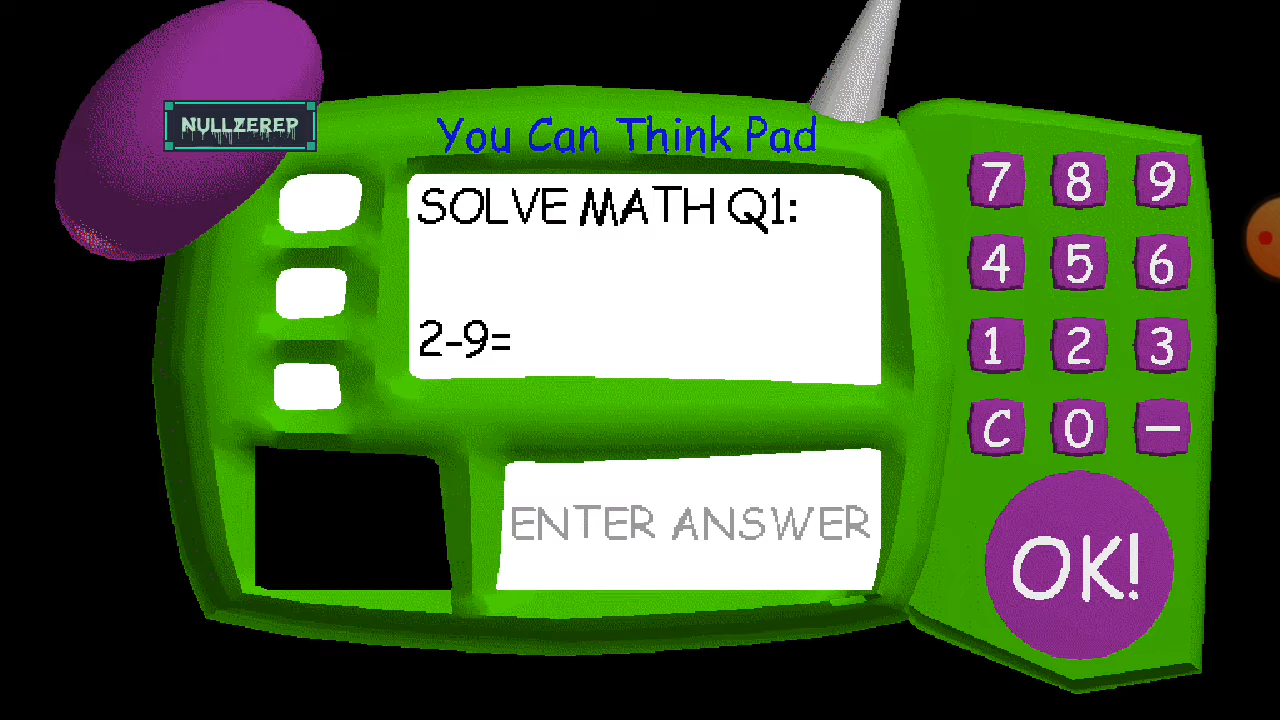 NULLZEREP
You Can Think Pad
SOLVE MATH Q1:
2-9=
ENTER ANSWER
7 8 9
4 5 6
1 2 3
C 0 —
OK!